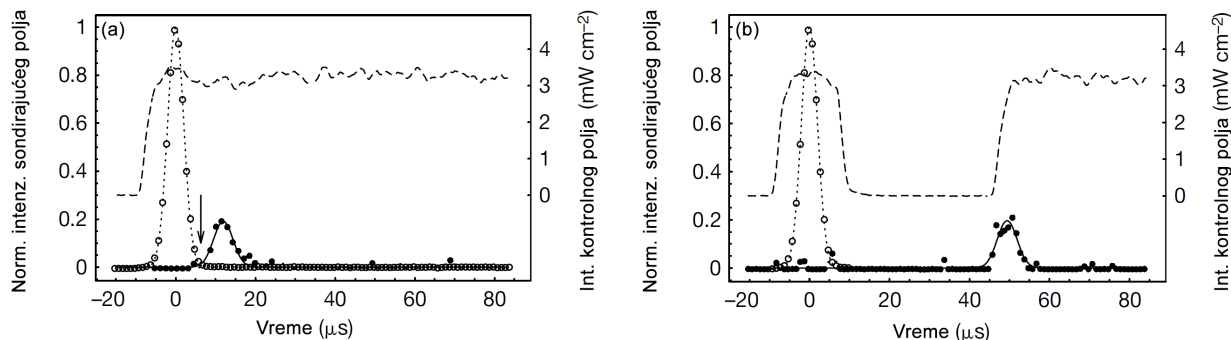 (a)
Norm. intenz. sondirajućeg polja
1
0.8
0.6
0.4
0.2
0
4
3
2
1
0
Int. kontrolnog polja (mW cm−2)
−20 0 20 40 60 80
Vreme (μs)
(b)
Norm. intenz. sondirajućeg polja
1
0.8
0.6
0.4
0.2
0
4
3
2
1
0
Int. kontrolnog polja (mW cm−2)
−20 0 20 40 60 80
Vreme (μs)